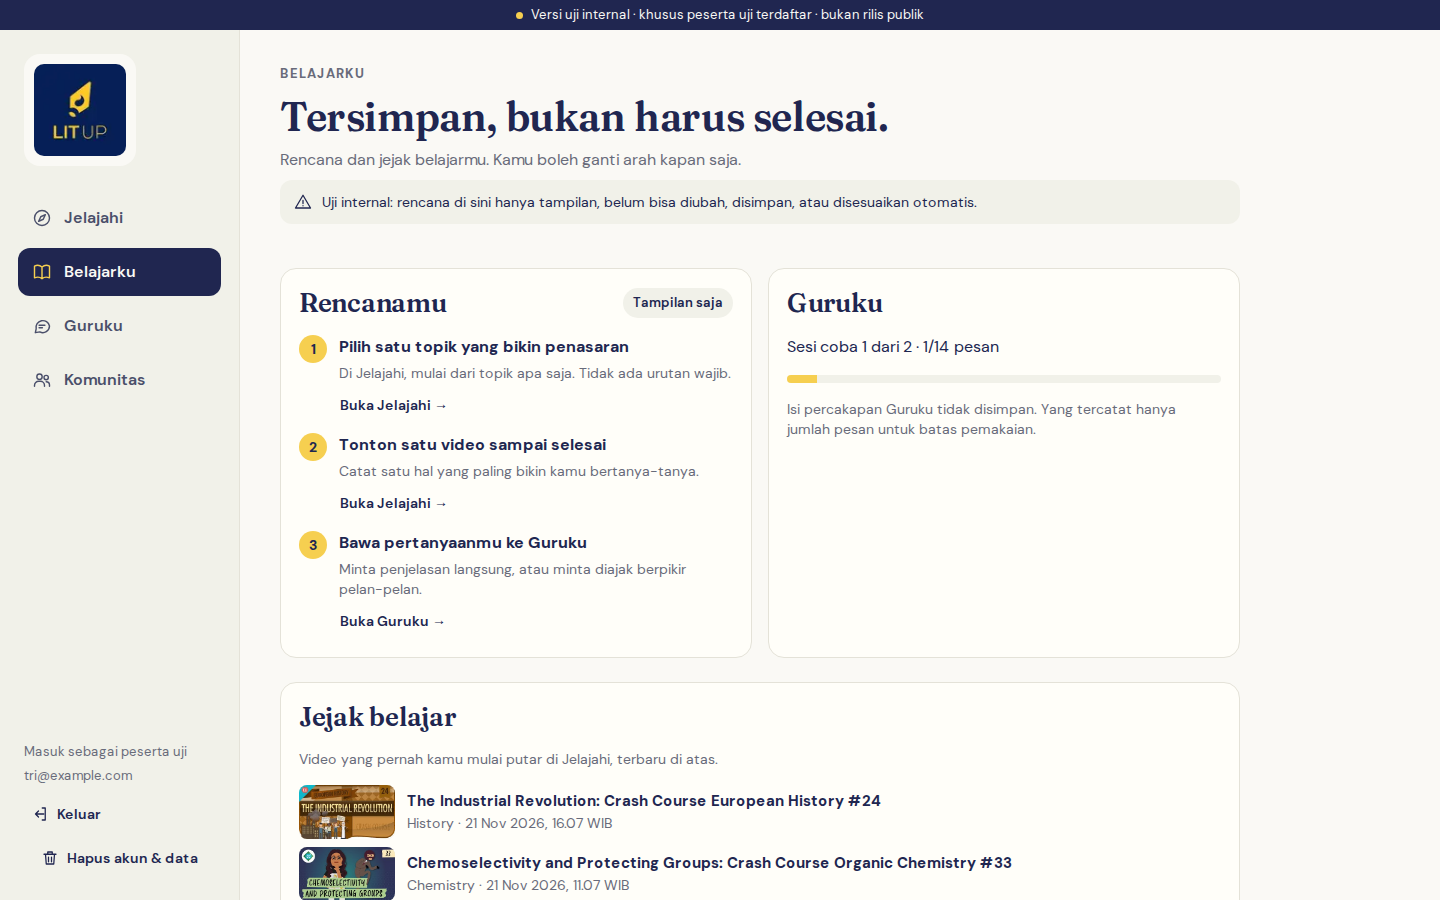 Versi uji internal · khusus peserta uji terdaftar · bukan rilis publik
LITUP
Jelajahi
Belajarku
Guruku
Komunitas
Masuk sebagai peserta uji
tri@example.com
Keluar
Hapus akun & data
BELAJARKU
Tersimpan, bukan harus selesai.
Rencana dan jejak belajarmu. Kamu boleh ganti arah kapan saja.
Uji internal: rencana di sini hanya tampilan, belum bisa diubah, disimpan, atau disesuaikan otomatis.
Rencanamu
Tampilan saja
1
Pilih satu topik yang bikin penasaran
Di Jelajahi, mulai dari topik apa saja. Tidak ada urutan wajib.
Buka Jelajahi →
2
Tonton satu video sampai selesai
Catat satu hal yang paling bikin kamu bertanya-tanya.
Buka Jelajahi →
3
Bawa pertanyaanmu ke Guruku
Minta penjelasan langsung, atau minta diajak berpikir
pelan-pelan.
Buka Guruku →
Guruku
Sesi coba 1 dari 2 · 1/14 pesan
Isi percakapan Guruku tidak disimpan. Yang tercatat hanya
jumlah pesan untuk batas pemakaian.
Jejak belajar
Video yang pernah kamu mulai putar di Jelajahi, terbaru di atas.
THE INDUSTRIAL REVOLUTION
The Industrial Revolution: Crash Course European History #24
History · 21 Nov 2026, 16.07 WIB
CHEMOSELECTIVITY
AND PROTECTING GROUPS
Chemoselectivity and Protecting Groups: Crash Course Organic Chemistry #33
Chemistry · 21 Nov 2026, 11.07 WIB